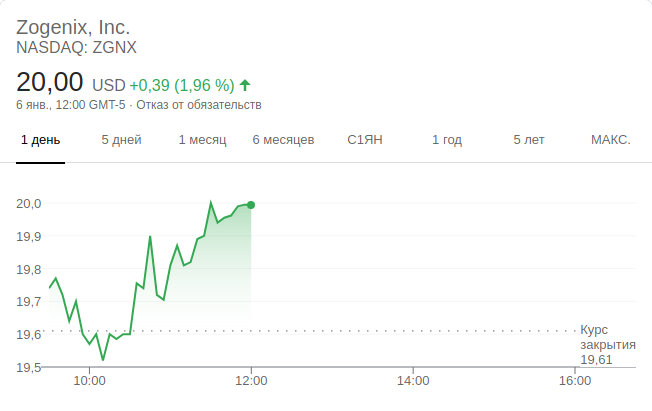 Zogenix, Inc.
NASDAQ: ZGNX
20,00 USD +0,39 (1,96 %)
6 янв., 12:00 GMT-5 · Отказ от обязательств
1 день 5 дней 1 месяц 6 месяцев С1ЯН 1 год 5 лет МАКС.
20,0
19,9
19,8
19,7
19,6
19,5
Курс
закрытия
19,61
10:00 12:00 14:00 16:00